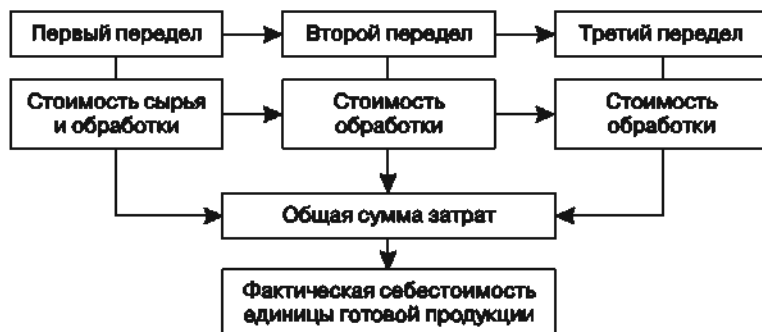 Первый передел
Второй передел
Третий передел
Стоимость сырья
и обработки
Стоимость
обработки
Стоимость
обработки
Общая сумма затрат
Фактическая себестоимость
единицы готовой продукции